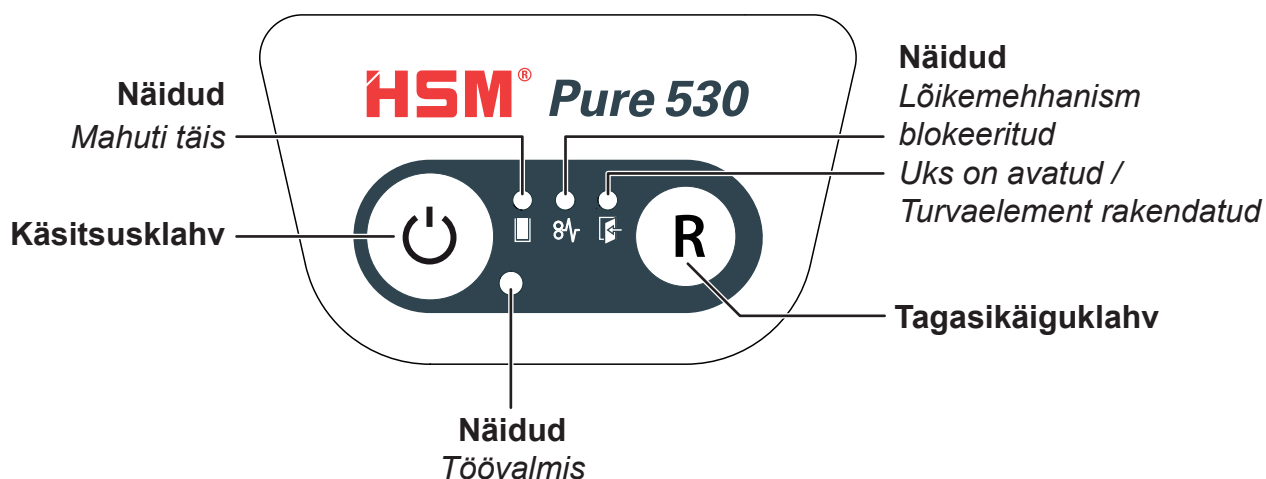 Näidud
Mahuti täis
Käsitsusklahv
HSM® Pure 530
R
Näidud
Lõikemehhanism
blokeeritud
Uks on avatud /
Turvaelement rakendatud
Tagasikäiguklahv
Näidud
Töövalmis